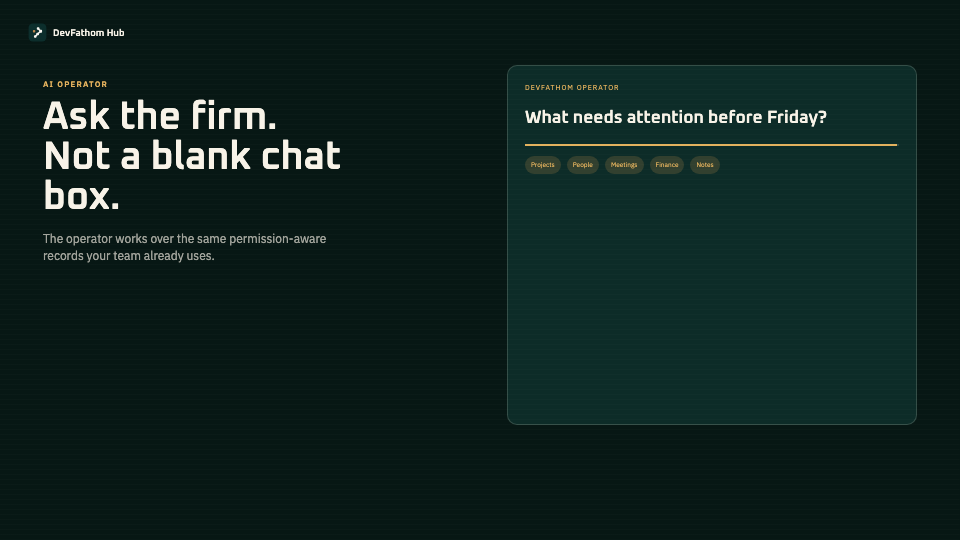 DevFathom Hub
AI OPERATOR
Ask the firm.
Not a blank chat
box.
The operator works over the same permission-aware
records your team already uses.
DEVFATHOM OPERATOR
What needs attention before Friday?
Projects People Meetings Finance Notes